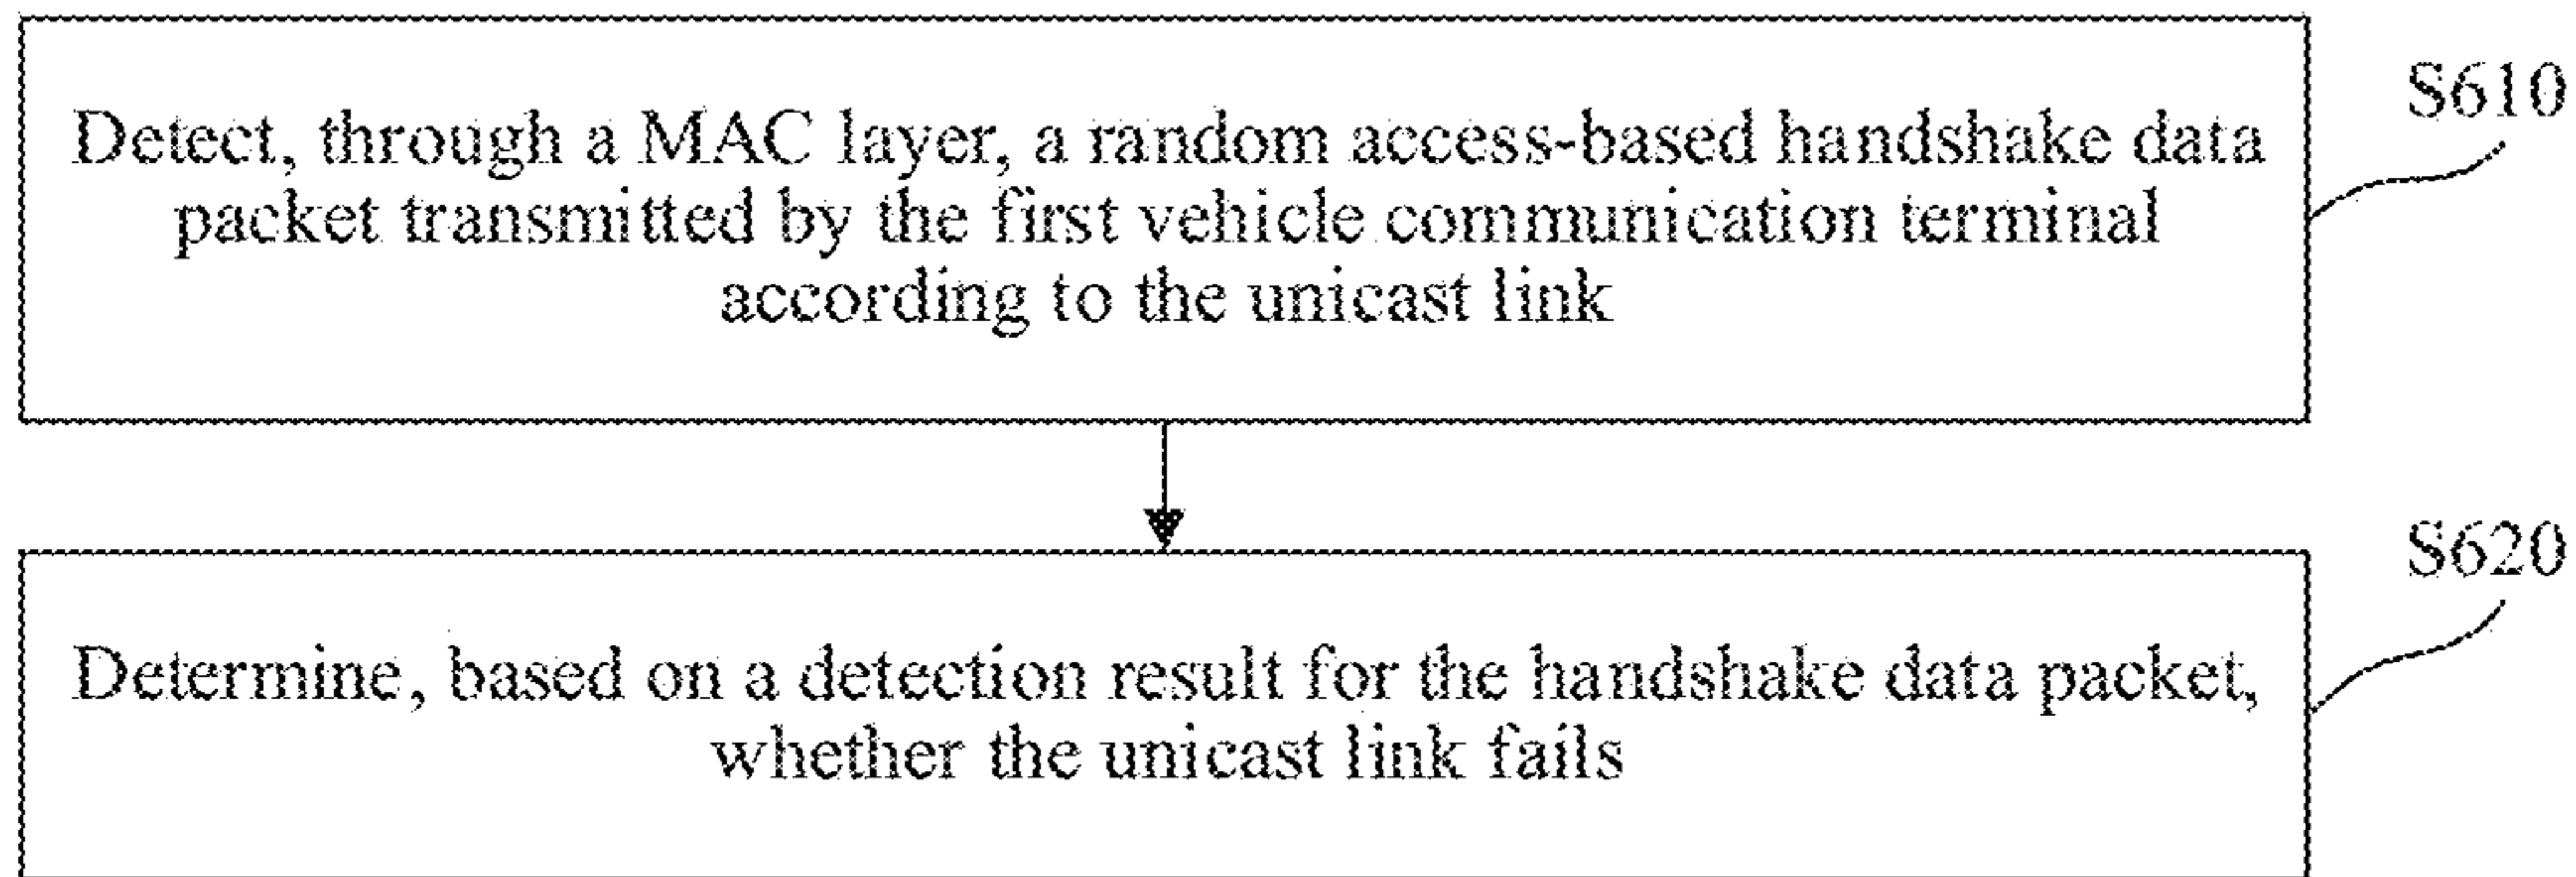 Detect, through a MAC layer, a random access-based handshake data
packet transmitted by the first vehicle communication terminal
according to the unicast link
S610
Determine, based on a detection result for the handshake data packet,
whether the unicast link fails
S620